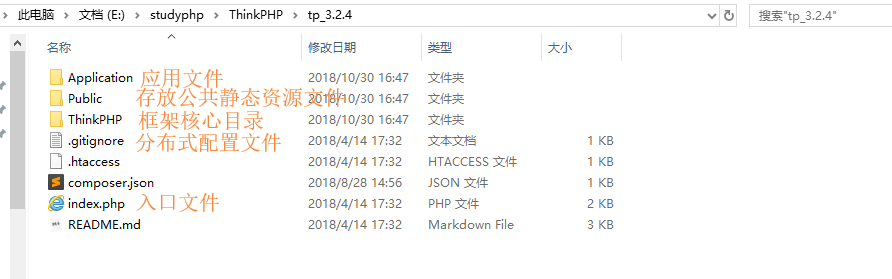 此电脑 > 文档 (E:) > studyphp > ThinkPHP > tp_3.2.4 搜索"tp_3.2.4"
名称 修改日期 类型 大小
Application 应用文件 2018/10/30 16:47 文件夹
Public 存放公共静态资源文件 2018/10/30 16:47 文件夹
ThinkPHP 框架核心目录 2018/10/30 16:47 文件夹
.gitignore 分布式配置文件 2018/4/14 17:32 文本文档 1 KB
.htaccess 2018/4/14 17:32 HTACCESS 文件 1 KB
composer.json 2018/8/28 14:56 JSON 文件 1 KB
index.php 入口文件 2018/4/14 17:32 PHP 文件 2 KB
README.md 2018/4/14 17:32 Markdown File 3 KB